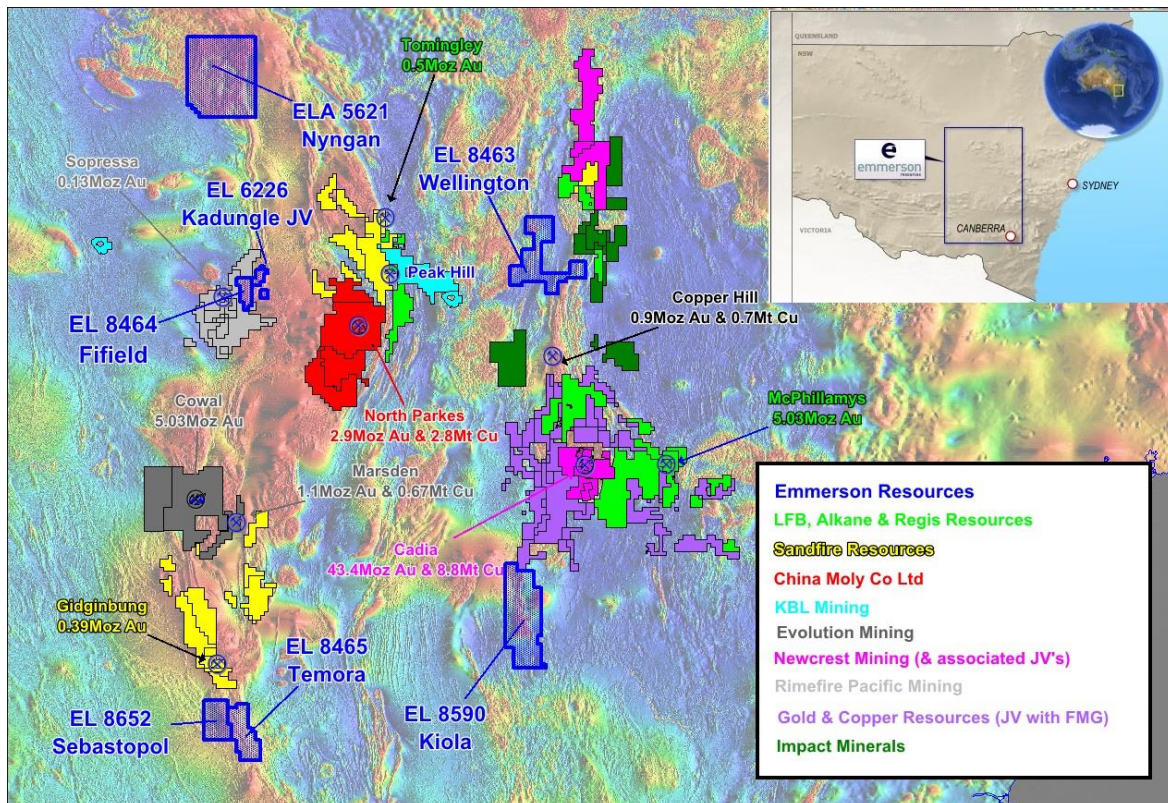 Tomingley
0.5Moz Au
ELA 5621
Nyngan
Sopressa
0.13Moz Au
EL 6226
Kadungle JV
EL 8463
Wellington
Peak Hill
EL 8464
Fifield
Copper Hill
0.9Moz Au & 0.7Mt Cu
Cowal
5.03Moz Au
North Parkes
2.9Moz Au & 2.8Mt Cu
McPhillamys
5.03Moz Au
Marsden
1.1Moz Au & 0.67Mt Cu
Cadia
43.4Moz Au & 8.8Mt Cu
Gidginbung
0.39Moz Au
EL 8465
Temora
EL 8652
Sebastopol
EL 8590
Kiola
QUEENSLAND
NSW
e
emmerson
SYDNEY
CANBERRA
VICTORIA
Emmerson Resources
LFB, Alkane & Regis Resources
Sandfire Resources
China Moly Co Ltd
KBL Mining
Evolution Mining
Newcrest Mining (& associated JV's)
Rimefire Pacific Mining
Gold & Copper Resources (JV with FMG)
Impact Minerals